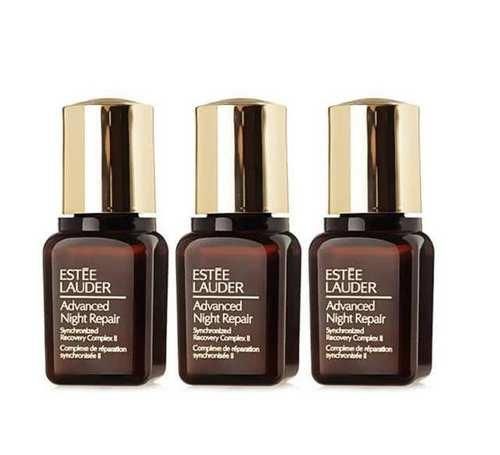 ESTĒE
LAUDER
Advanced
Night Repair
Synchronized
Recovery Complex II
Complexe de réparation
synchronisée II
ESTĒE
LAUDER
Advanced
Night Repair
Synchronized
Recovery Complex II
Complexe de réparation
synchronisée II
ESTĒE
LAUDER
Advanced
Night Repair
Synchronized
Recovery Complex II
Complexe de réparation
synchronisée II